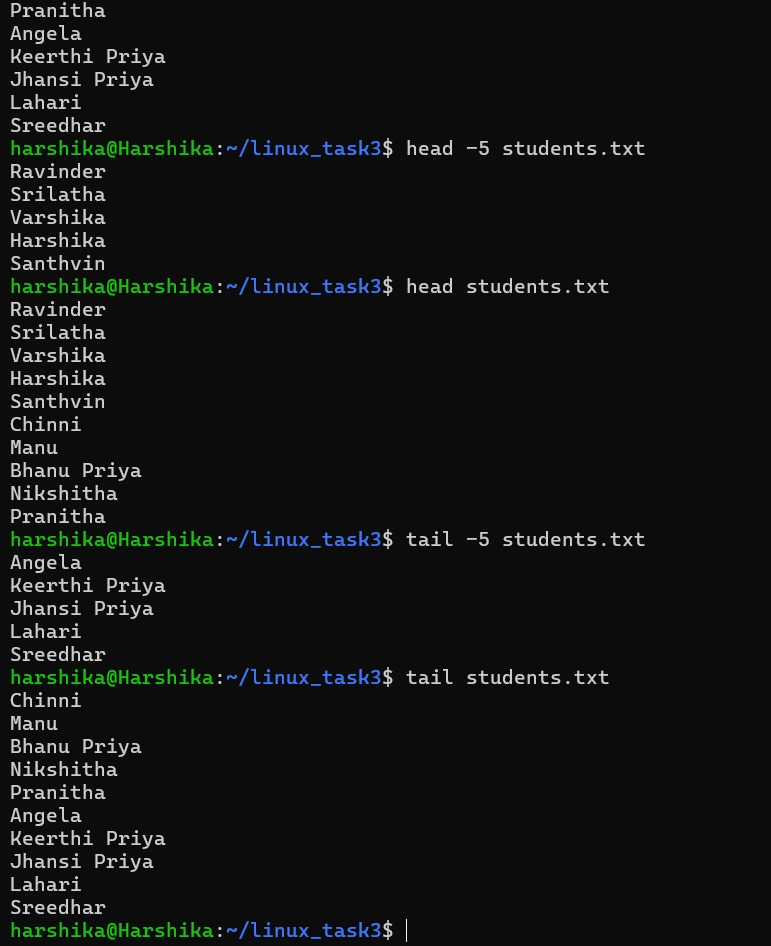 Pranitha
Angela
Keerthi Priya
Jhansi Priya
Lahari
Sreedhar
harshika@Harshika:~/linux_task3$ head -5 students.txt
Ravinder
Srilatha
Varshika
Harshika
Santhvin
harshika@Harshika:~/linux_task3$ head students.txt
Ravinder
Srilatha
Varshika
Harshika
Santhvin
Chinni
Manu
Bhanu Priya
Nikshitha
Pranitha
harshika@Harshika:~/linux_task3$ tail -5 students.txt
Angela
Keerthi Priya
Jhansi Priya
Lahari
Sreedhar
harshika@Harshika:~/linux_task3$ tail students.txt
Chinni
Manu
Bhanu Priya
Nikshitha
Pranitha
Angela
Keerthi Priya
Jhansi Priya
Lahari
Sreedhar
harshika@Harshika:~/linux_task3$